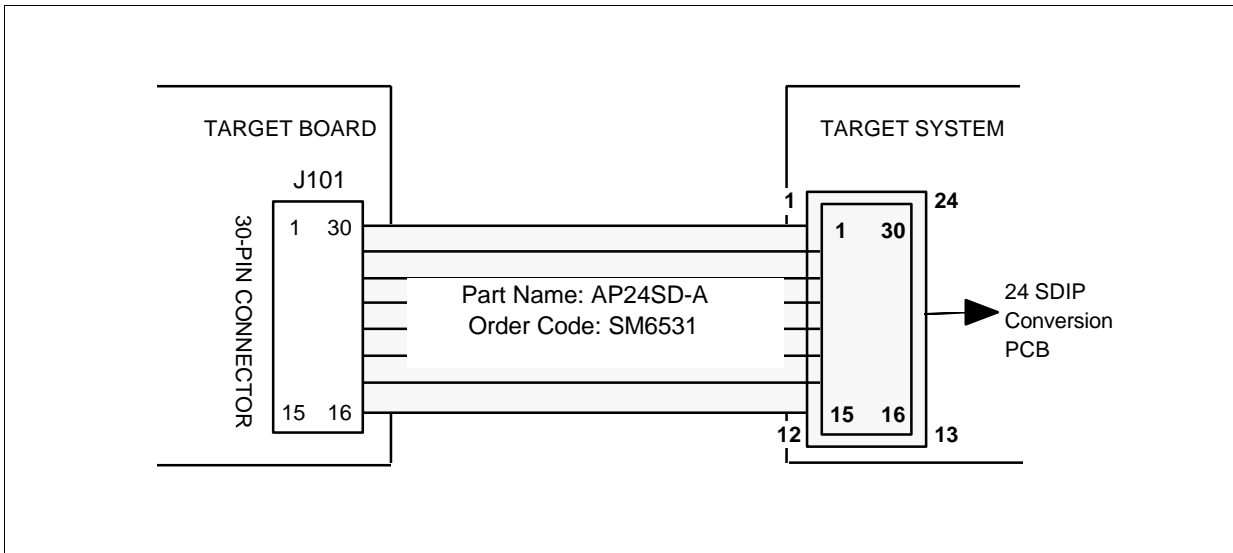 TARGET BOARD
J101
30-PIN CONNECTOR
1 30
15 16
Part Name: AP24SD-A
Order Code: SM6531
TARGET SYSTEM
1 24
1 30
15 16
12 13
24 SDIP
Conversion
PCB